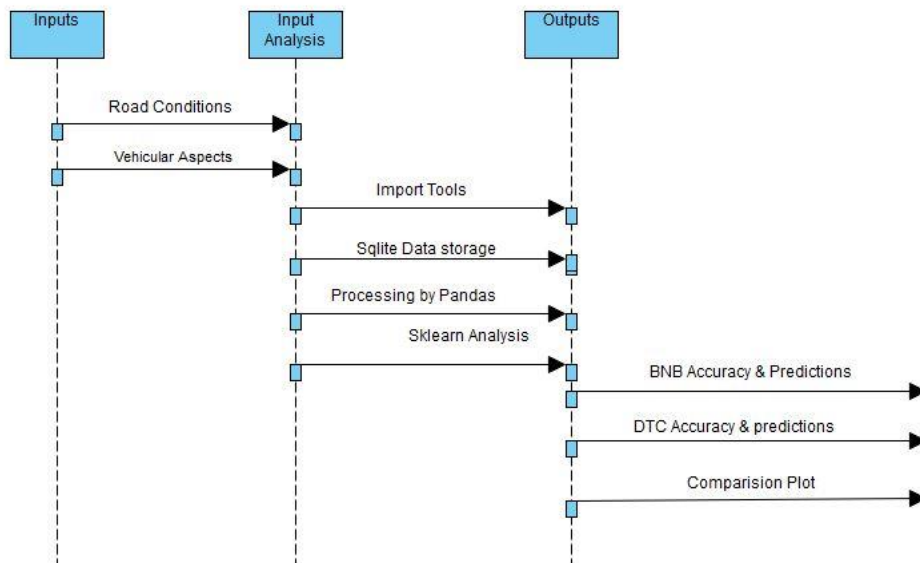 Inputs
Input
Analysis
Outputs
Road Conditions
Vehicular Aspects
Import Tools
Sqlite Data storage
Processing by Pandas
Sklearn Analysis
BNB Accuracy & Predictions
DTC Accuracy & predictions
Comparision Plot